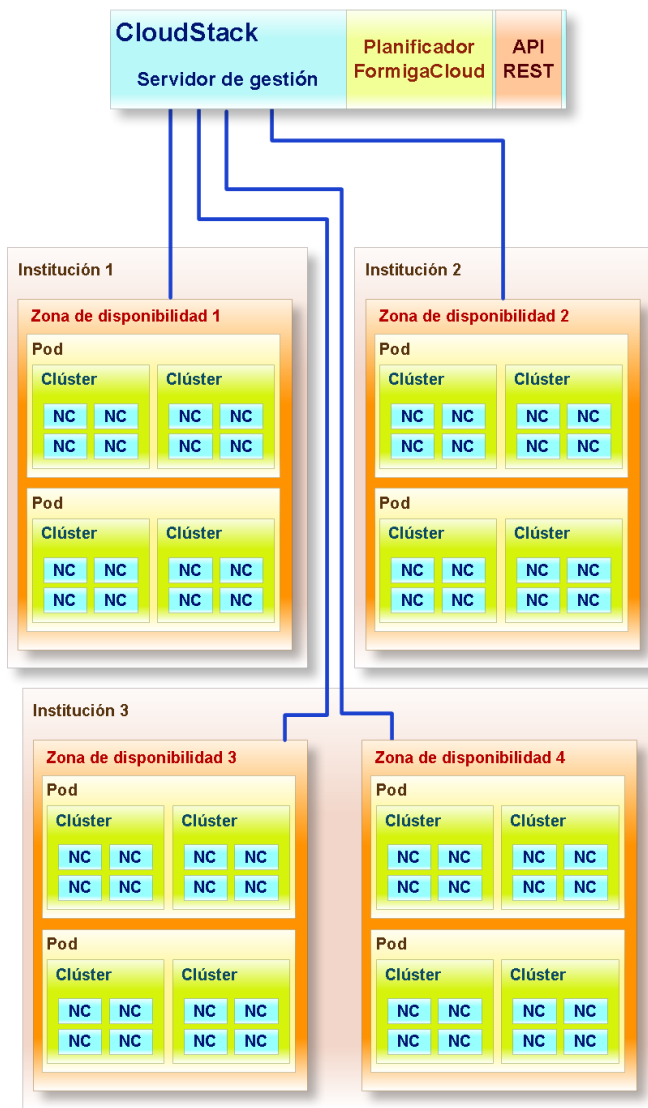 CloudStack
Servidor de gestión
Planificador
FormigaCloud
API
REST
Institución 1
Zona de disponibilidad 1
Pod
Clúster
NC NC
NC NC
Clúster
NC NC
NC NC
Pod
Clúster
NC NC
NC NC
Clúster
NC NC
NC NC
Institución 2
Zona de disponibilidad 2
Pod
Clúster
NC NC
NC NC
Clúster
NC NC
NC NC
Pod
Clúster
NC NC
NC NC
Clúster
NC NC
NC NC
Institución 3
Zona de disponibilidad 3
Pod
Clúster
NC NC
NC NC
Clúster
NC NC
NC NC
Pod
Clúster
NC NC
NC NC
Clúster
NC NC
NC NC
Zona de disponibilidad 4
Pod
Clúster
NC NC
NC NC
Clúster
NC NC
NC NC
Pod
Clúster
NC NC
NC NC
Clúster
NC NC
NC NC